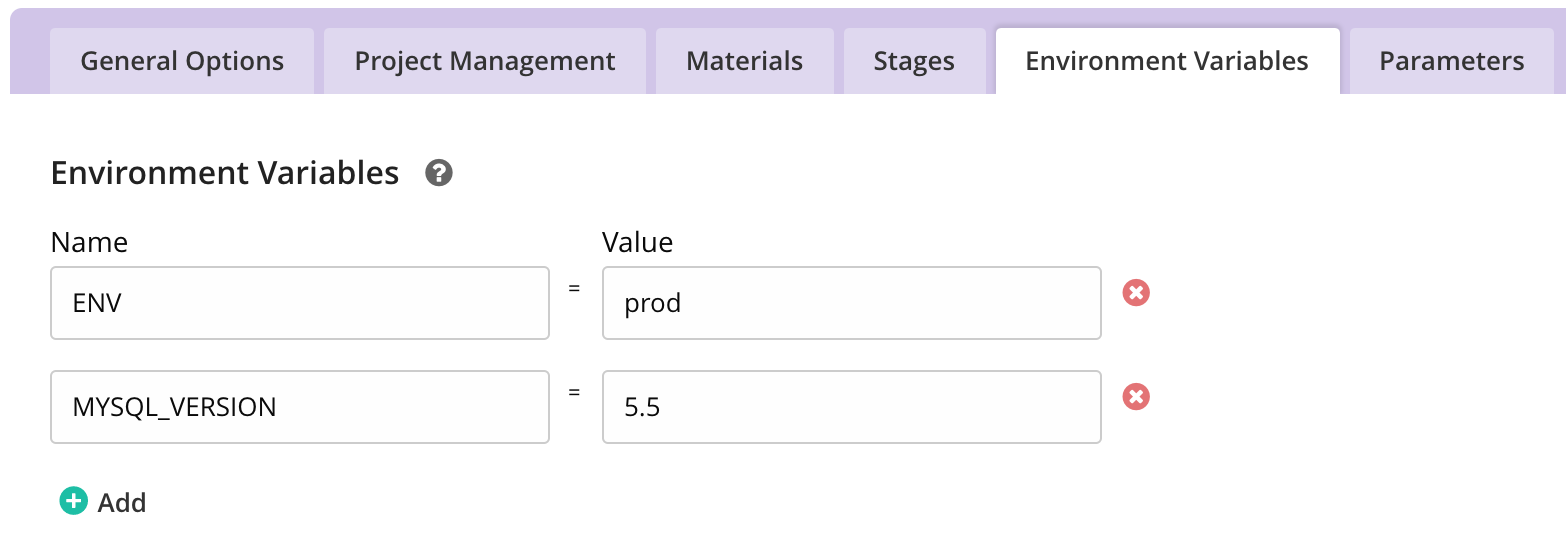 General Options Project Management Materials Stages Environment Variables Parameters
Environment Variables ?
Name Value
ENV = prod
MYSQL_VERSION = 5.5
Add